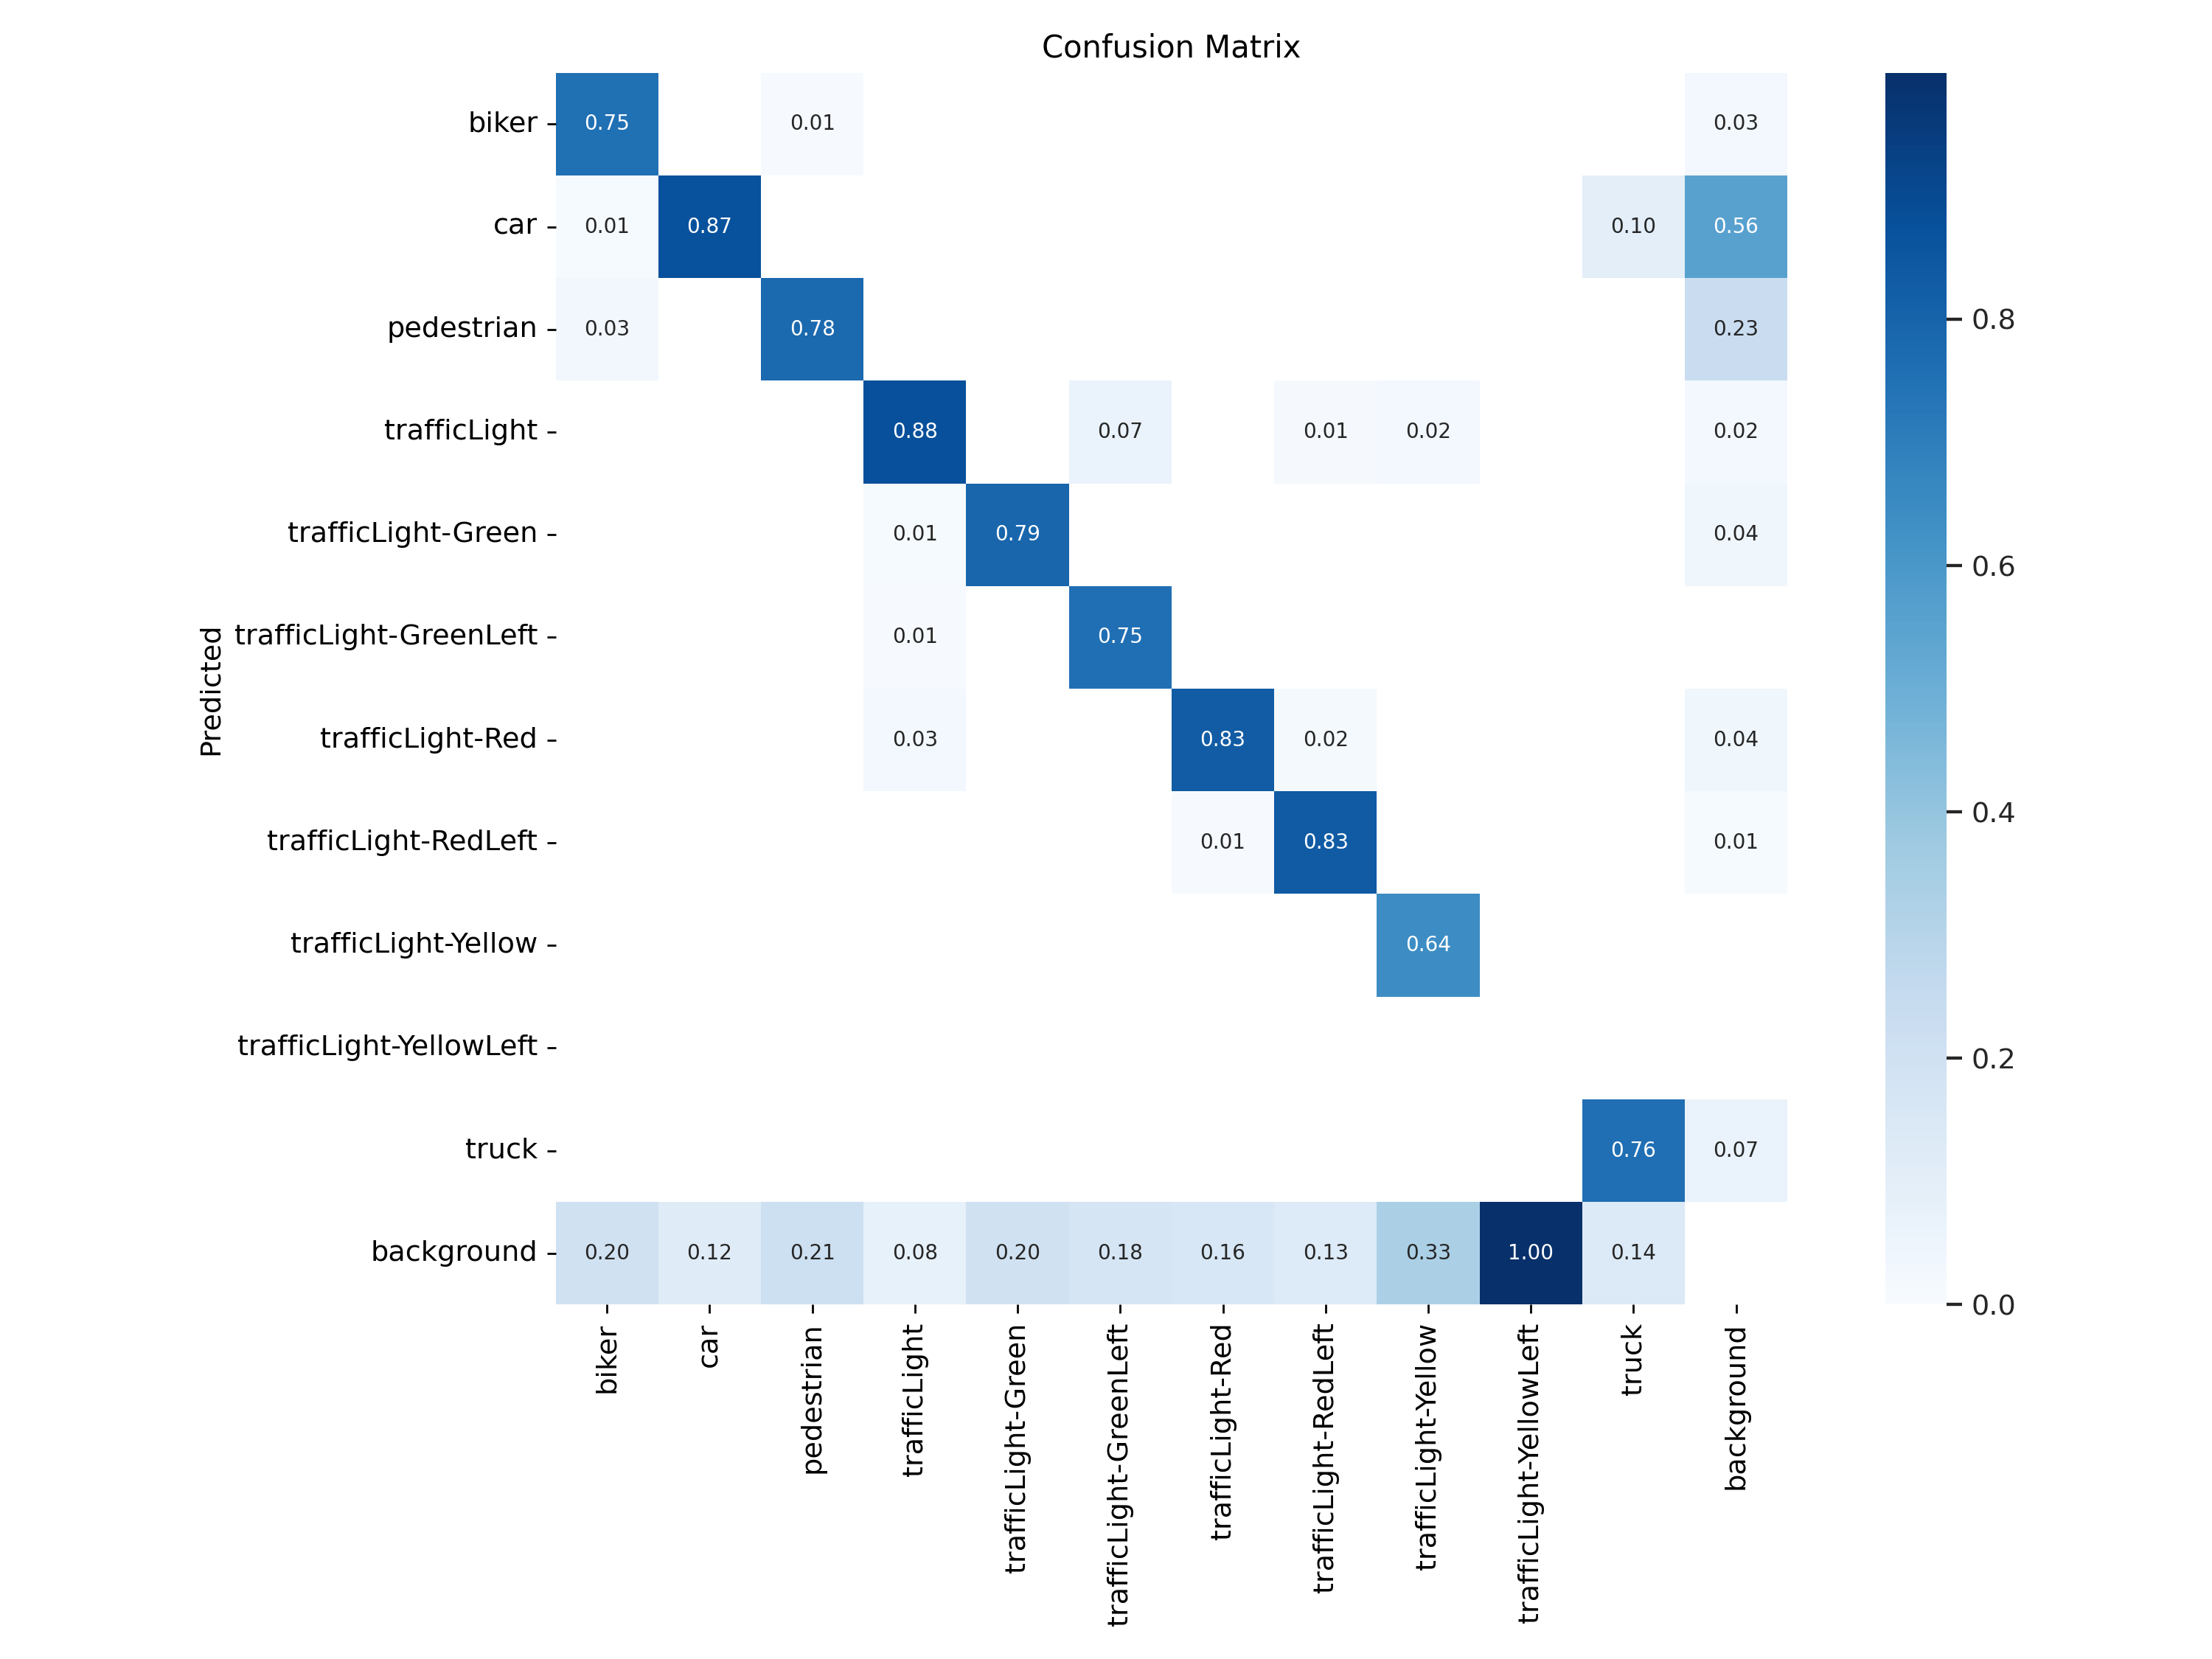 Confusion Matrix
biker 0.75 0.01 0.03
car 0.01 0.87 0.10 0.56
pedestrian 0.03 0.78 0.23
trafficLight 0.88 0.07 0.01 0.02 0.02
trafficLight-Green 0.01 0.79 0.04
trafficLight-GreenLeft 0.01 0.75
trafficLight-Red 0.03 0.83 0.02 0.04
trafficLight-RedLeft 0.01 0.83 0.01
trafficLight-Yellow 0.64
trafficLight-YellowLeft
truck 0.76 0.07
background 0.20 0.12 0.21 0.08 0.20 0.18 0.16 0.13 0.33 1.00 0.14
Predicted
biker
car
pedestrian
trafficLight
trafficLight-Green
trafficLight-GreenLeft
trafficLight-Red
trafficLight-RedLeft
trafficLight-Yellow
trafficLight-YellowLeft
truck
background
0.8
0.6
0.4
0.2
0.0